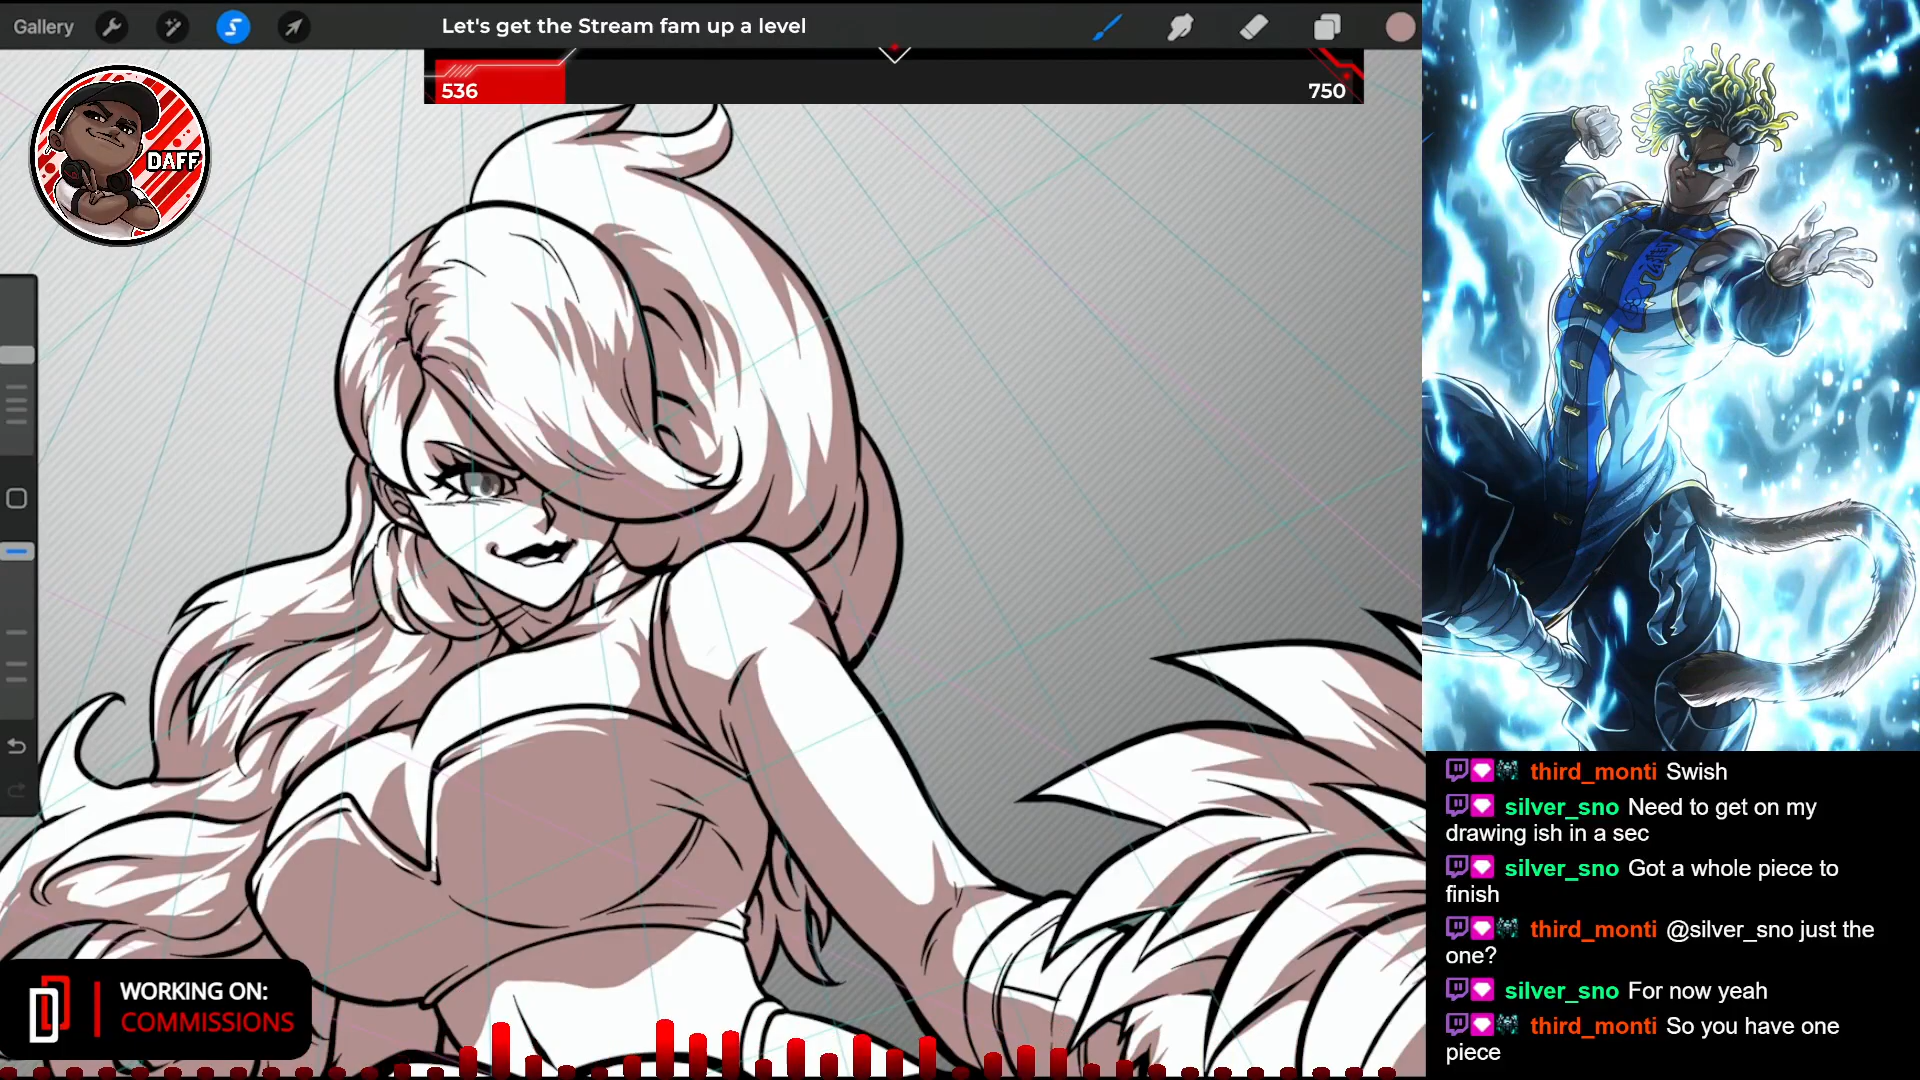 Gallery
Let's get the Stream fam up a level
536
750
DAFF
WORKING ON:
COMMISSIONS
third_monti Swish
silver_sno Need to get on my
drawing ish in a sec
silver_sno Got a whole piece to
finish
third_monti @silver_sno just the
one?
silver_sno For now yeah
third_monti So you have one
piece